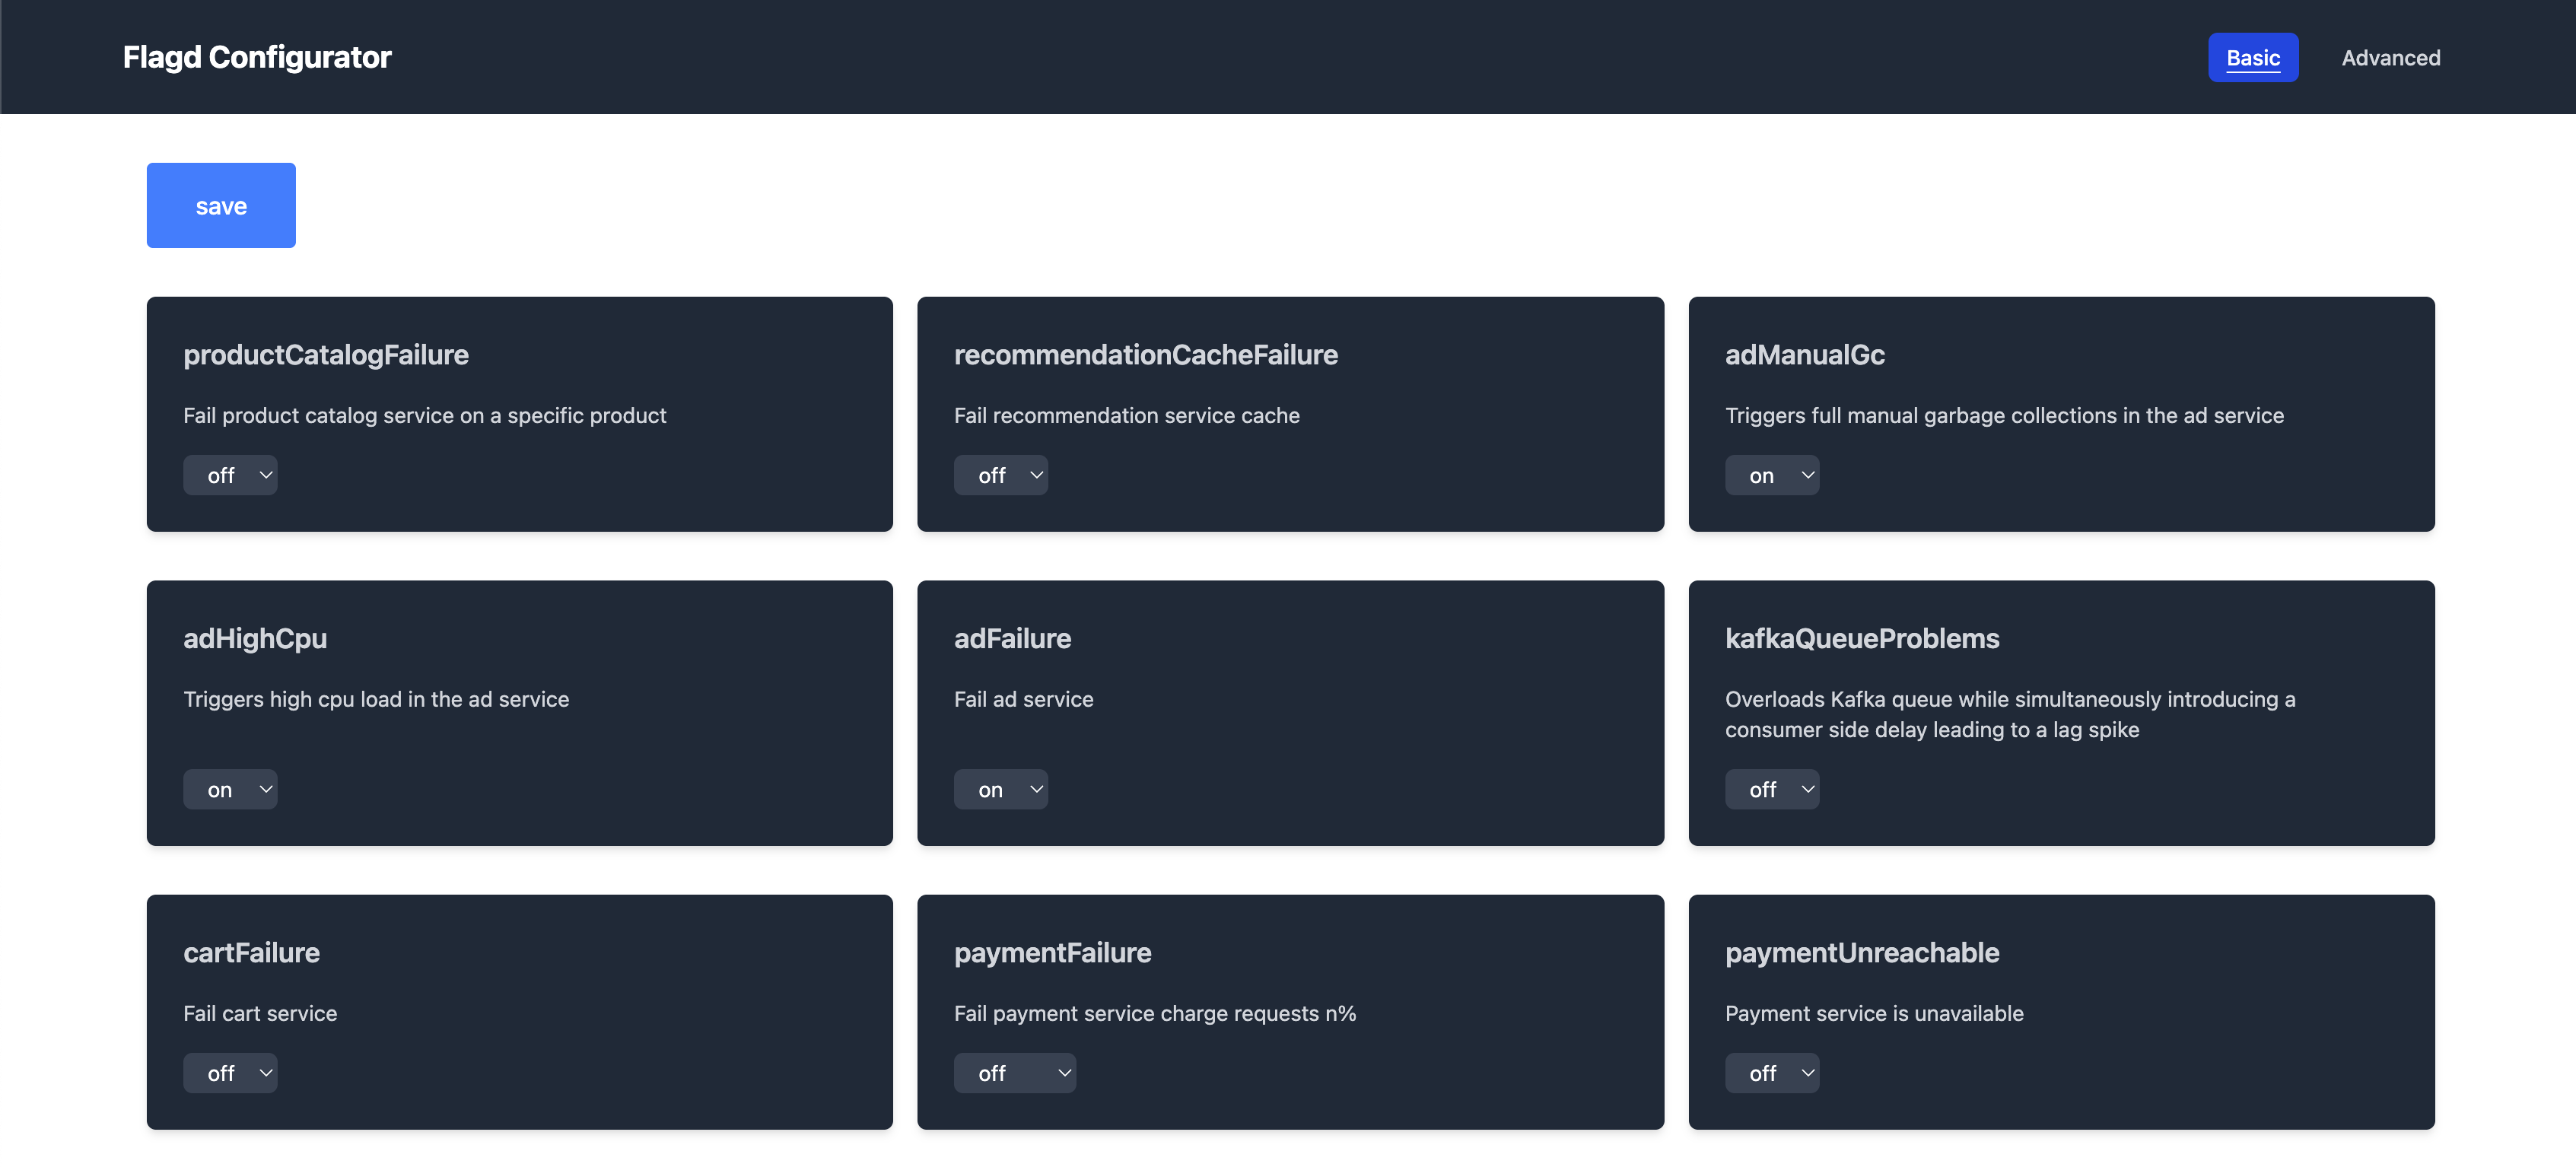 Flagd Configurator
Basic
Advanced
save
productCatalogFailure
Fail product catalog service on a specific product
off
recommendationCacheFailure
Fail recommendation service cache
off
adManualGc
Triggers full manual garbage collections in the ad service
on
adHighCpu
Triggers high cpu load in the ad service
on
adFailure
Fail ad service
on
kafkaQueueProblems
Overloads Kafka queue while simultaneously introducing a
consumer side delay leading to a lag spike
off
cartFailure
Fail cart service
off
paymentFailure
Fail payment service charge requests n%
off
paymentUnreachable
Payment service is unavailable
off